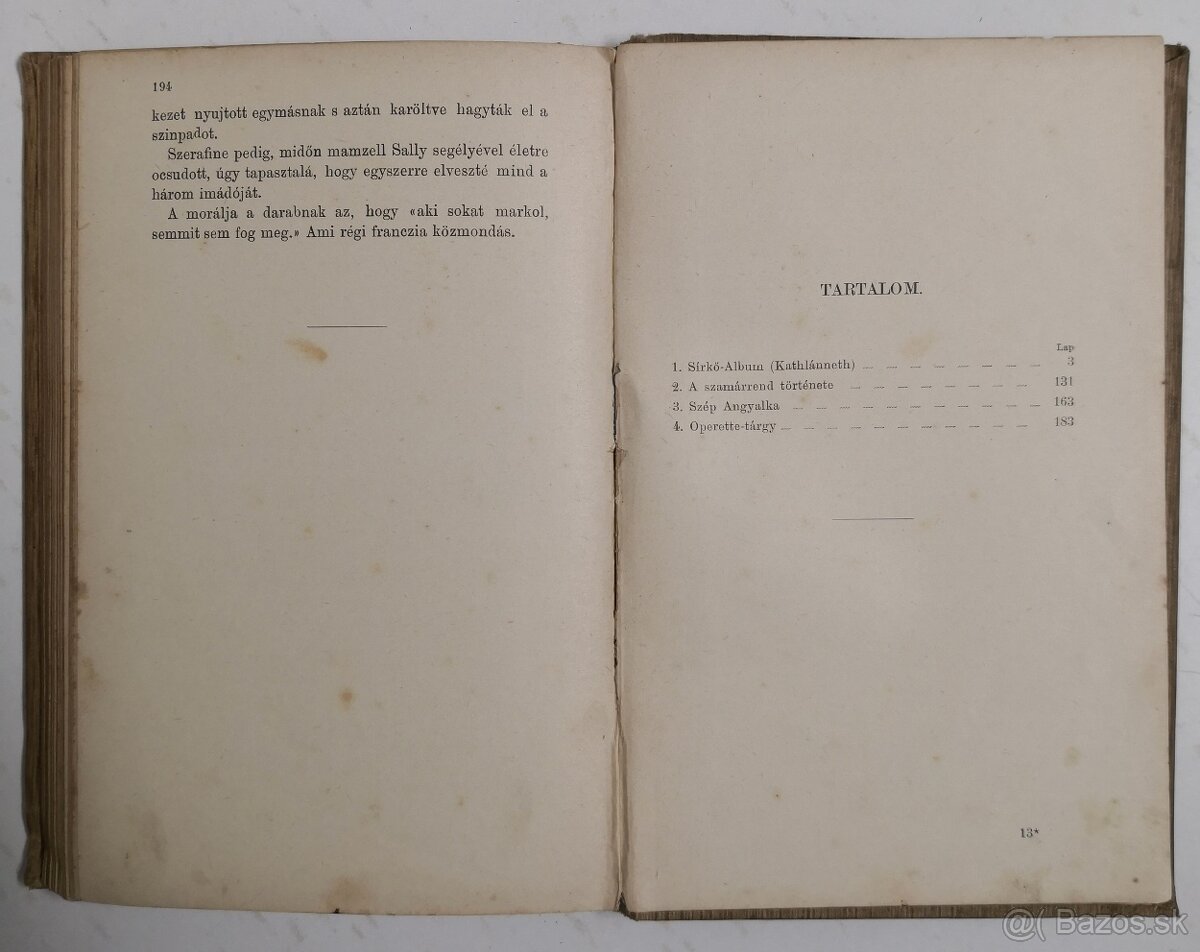 194
kezet nyujtott egymásnak s aztán karöltve hagyták el a
szinpadot.
Szerafine pedig, midőn mamzell Sally segélyével életre
ocsudott, úgy tapasztalá, hogy egyszerre elveszté mind a
három imádóját.
A morálja a darabnak az, hogy «aki sokat markol,
semmit sem fog meg.» Ami régi franczia közmondás.
TARTALOM.
Lap
1. Sírkő-Album (Kathlánneth) — — — — — — — — 3
2. A szamárrend története — — — — — — — — 131
3. Szép Angyalka — — — — — — — — — — — 163
4. Operette-tárgy — — — — — — — — — — — 183
13*
@( Bazos.sk